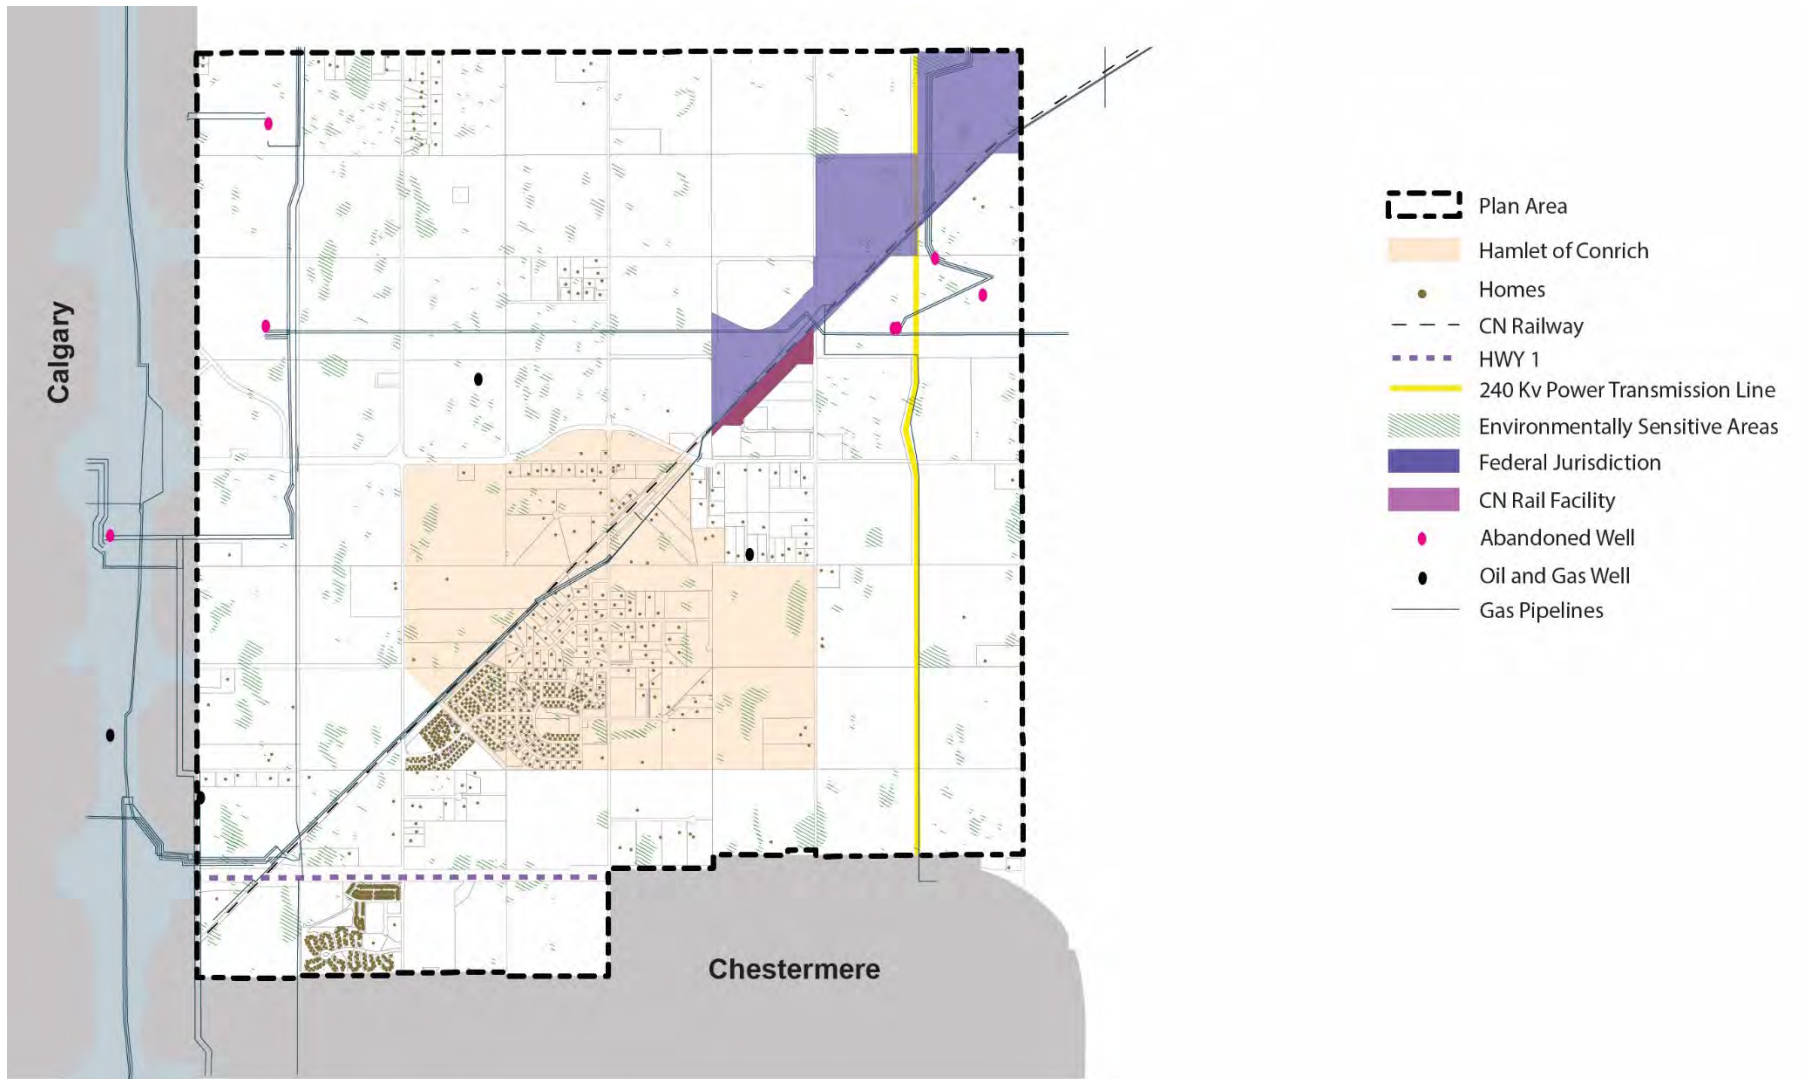 Calgary
Chestermere
Plan Area
Hamlet of Conrich
Homes
CN Railway
HWY 1
240 Kv Power Transmission Line
Environmentally Sensitive Areas
Federal Jurisdiction
CN Rail Facility
Abandoned Well
Oil and Gas Well
Gas Pipelines